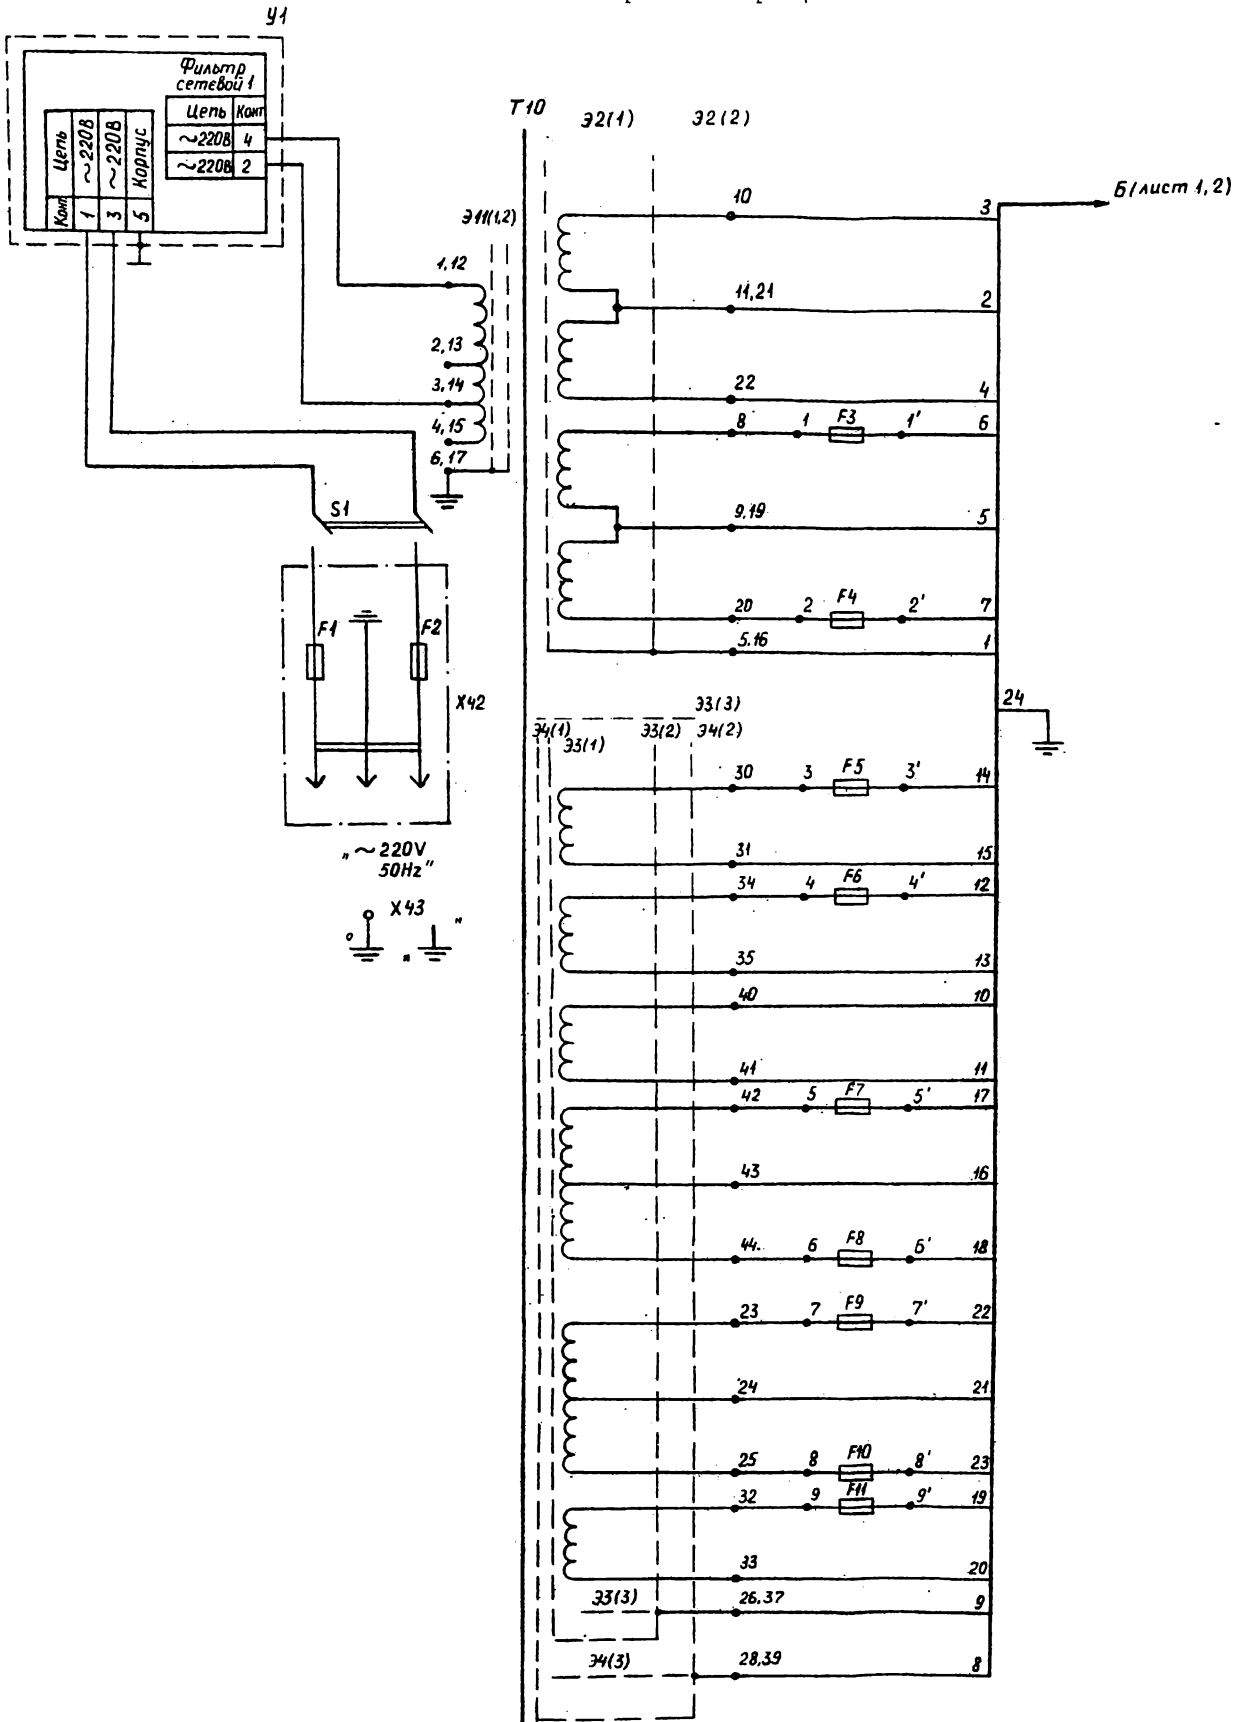 У1
Фильтр
сетевой 1
Цепь Конт
~220В 4
~220В 2
Конт Цепь
1 ~220В
3 ~220В
5 Корпус
Т10
Э2(1) Э2(2)
Б(лист 1,2)
Э11(1,2)
1,12
2,13
3,14
4,15
6,17
10 3
11,21 2
22 4
8 1 F3 1' 6
9,19 5
20 2 F4 2' 7
5.16 1
S1
F1 F2
X42
"~220V
50Hz"
X43
" "
24
Э3(3)
Э4(1) Э3(1) Э3(2) Э4(2)
30 3 F5 3' 14
31 15
34 4 F6 4' 12
35 13
40 10
41 11
42 5 F7 5' 17
43 16
44. 6 F8 6' 18
23 7 F9 7' 22
24 21
25 8 F10 8' 23
32 9 F11 9' 19
33 20
Э3(3) 26,37 9
Э4(3) 28,39 8